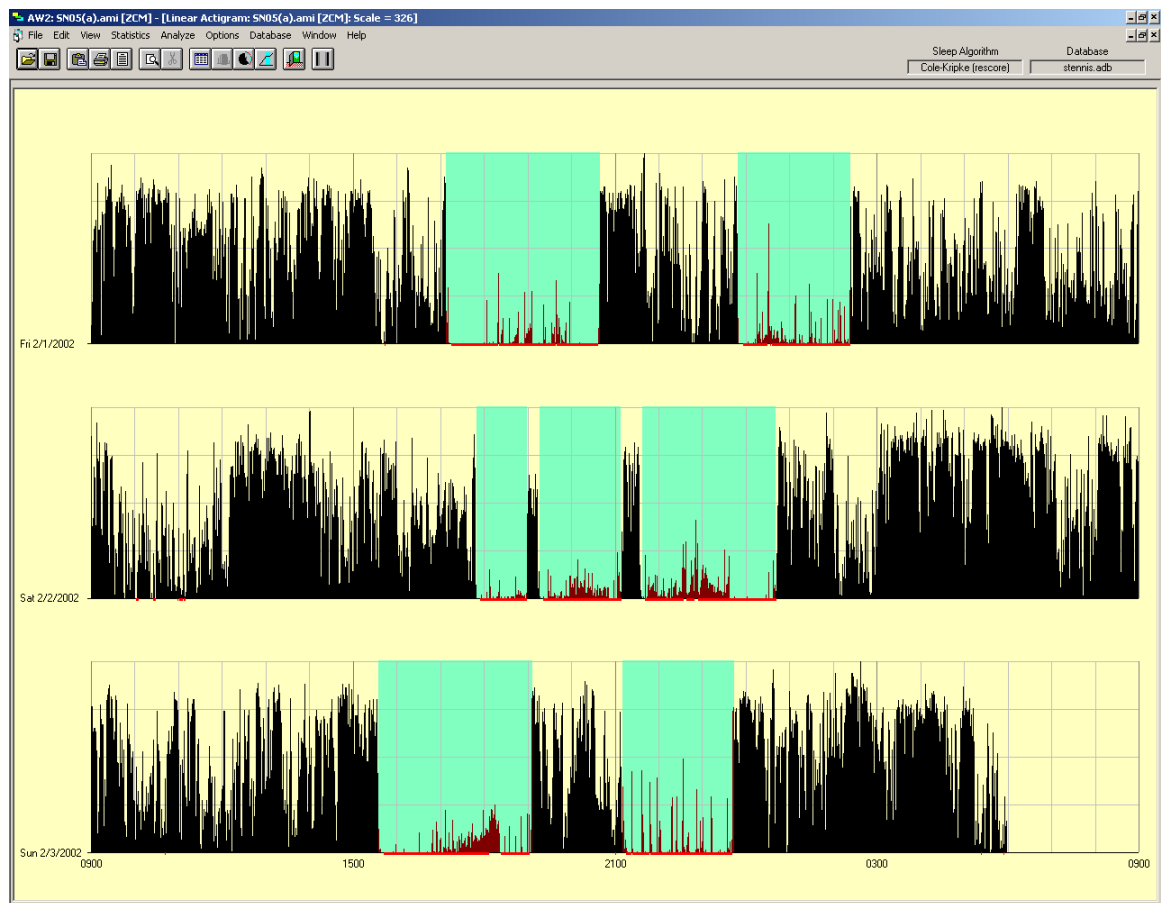 AW2: SN05(a).ami [ZCM] - [Linear Actigram: SN05(a).ami [ZCM]: Scale = 326]
File Edit View Statistics Analyze Options Database Window Help
Sleep Algorithm Database
Cole-Kripke (rescore) stennis.adb
Fri 2/1/2002
Sat 2/2/2002
Sun 2/3/2002
0900 1500 2100 0300 0900